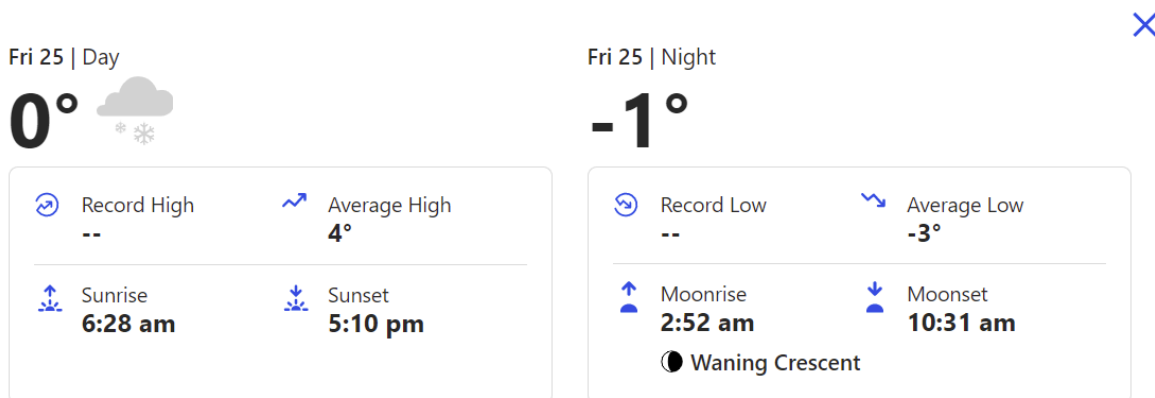 Fri 25 | Day
0°
Record High
--
Average High
4°
Sunrise
6:28 am
Sunset
5:10 pm
Fri 25 | Night
-1°
Record Low
--
Average Low
-3°
Moonrise
2:52 am
Moonset
10:31 am
Waning Crescent